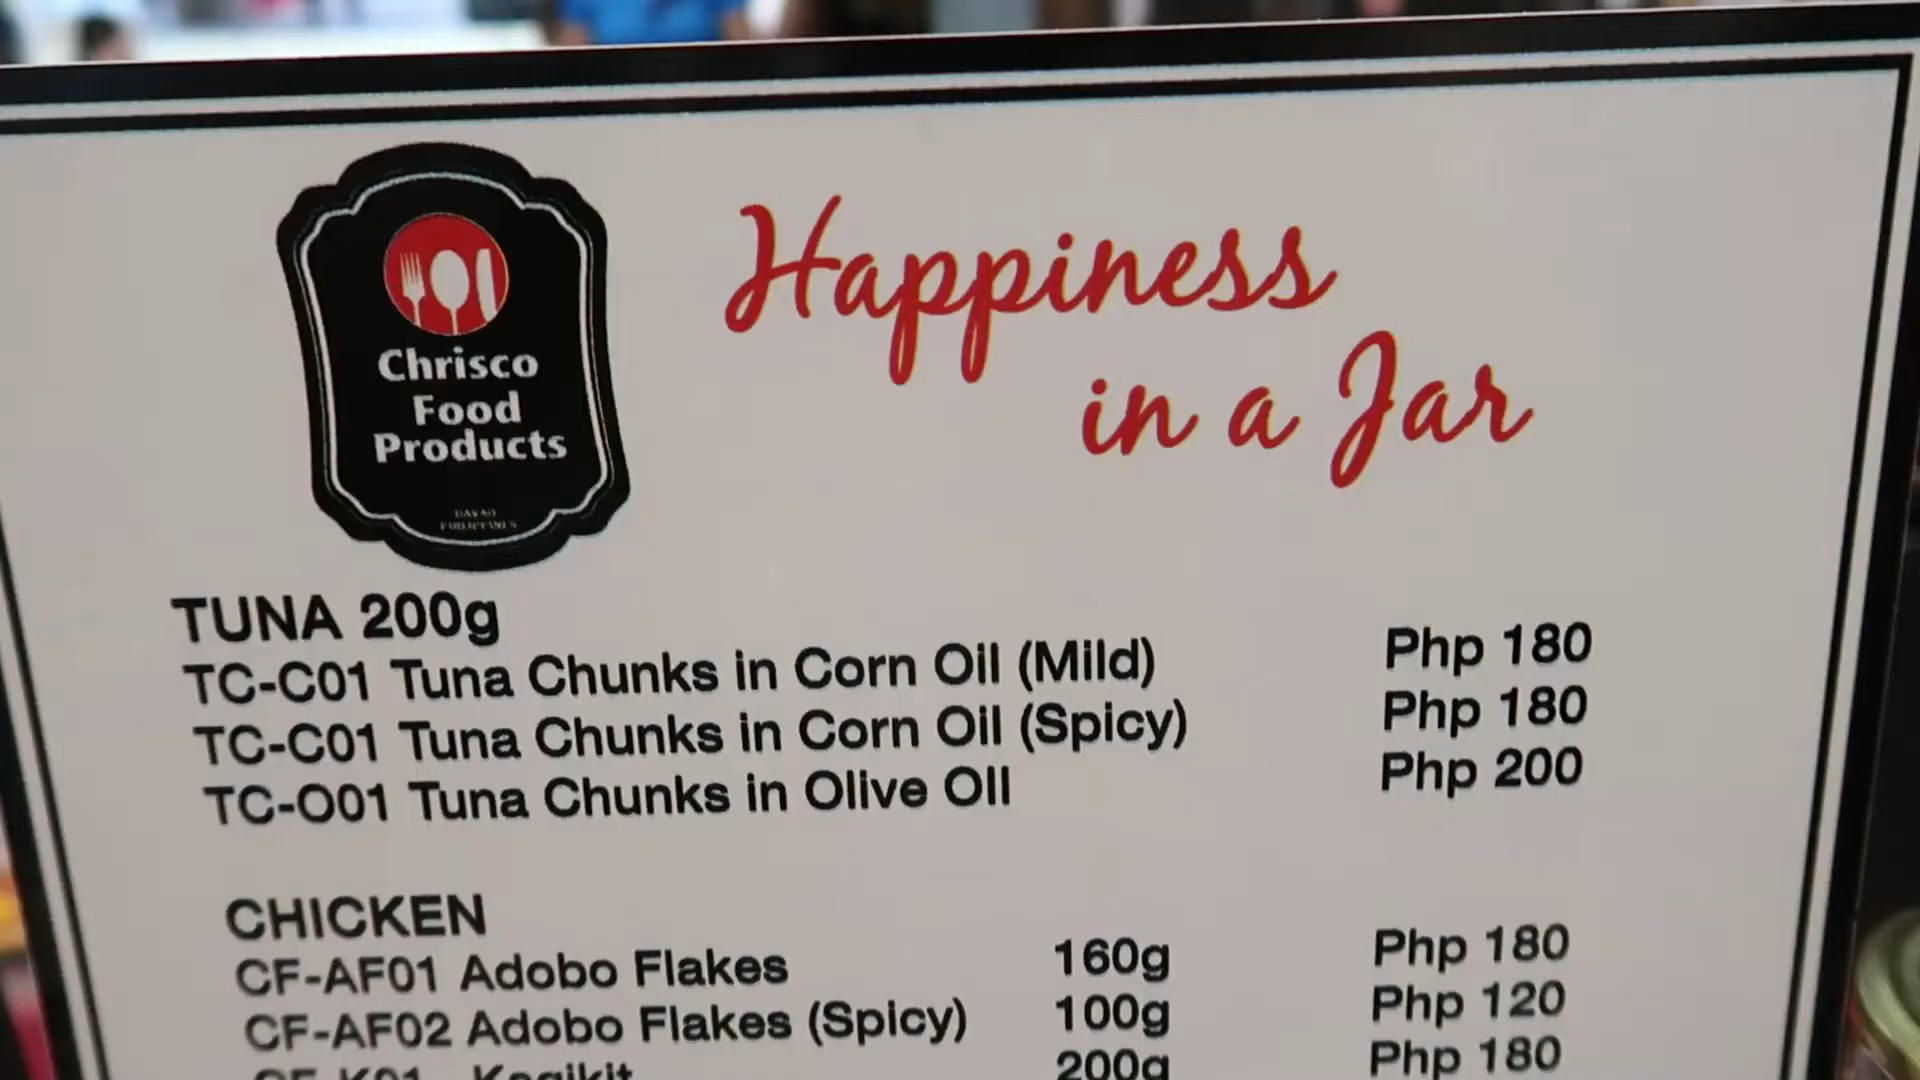 Chrisco
Food
Products
DAVAO
PHILIPPINES
Happiness
in a Jar
TUNA 200g
TC-C01 Tuna Chunks in Corn Oil (Mild) Php 180
TC-C01 Tuna Chunks in Corn Oil (Spicy) Php 180
TC-O01 Tuna Chunks in Olive OIl Php 200
CHICKEN
CF-AF01 Adobo Flakes 160g Php 180
CF-AF02 Adobo Flakes (Spicy) 100g Php 120
200g Php 180